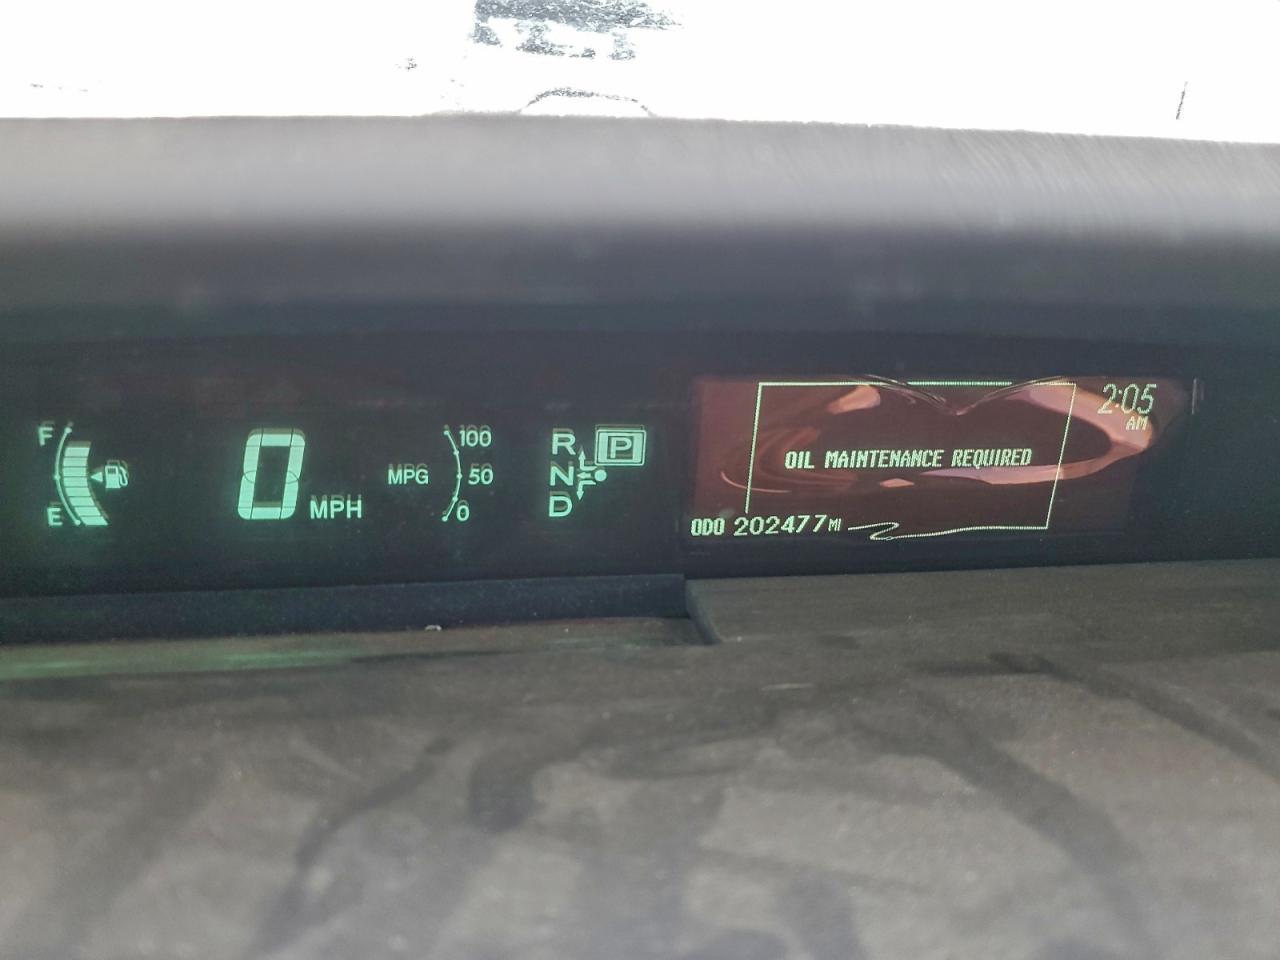 F
E
0 MPH
MPG
100
50
0
R
N
D
P
2:05
AM
OIL MAINTENANCE REQUIRED
ODO 202477 MI